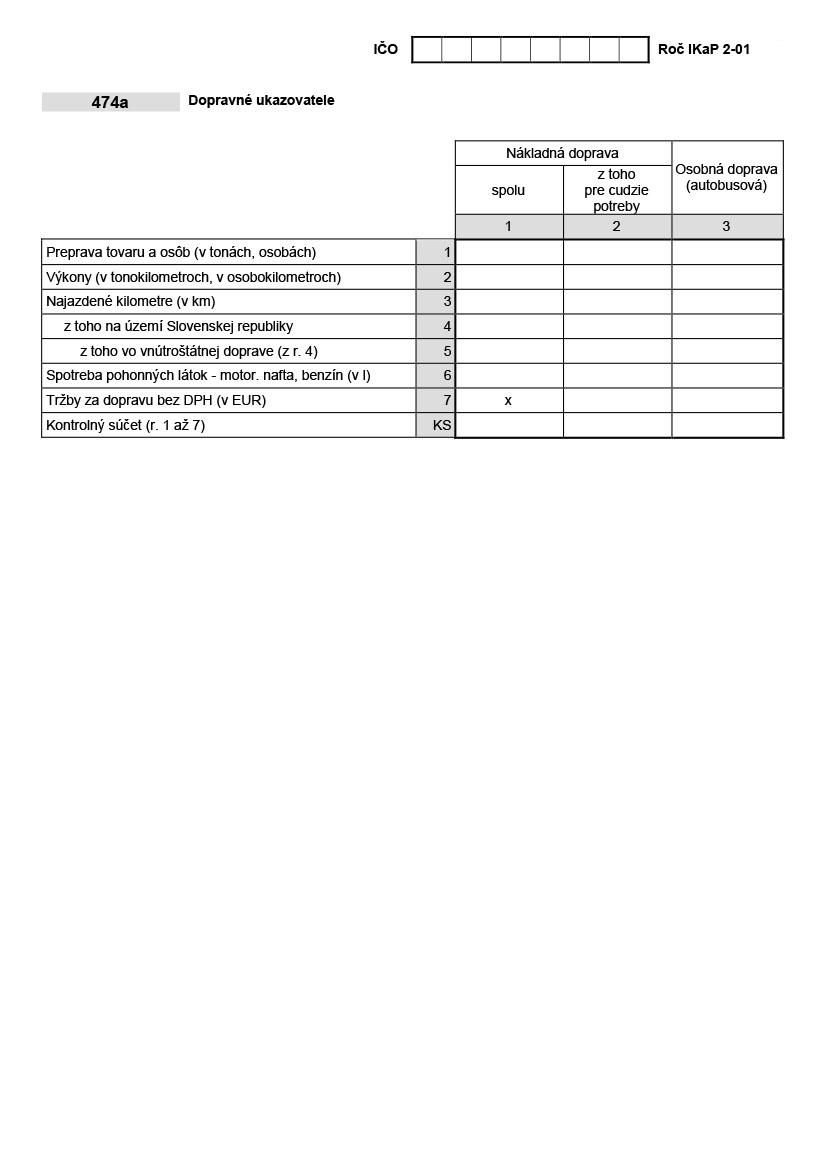 IČO Roč IKaP 2-01
474a Dopravné ukazovatele
Nákladná doprava
Osobná doprava
(autobusová)
spolu
z toho
pre cudzie
potreby
1 2 3
Preprava tovaru a osôb (v tonách, osobách) 1
Výkony (v tonokilometroch, v osobokilometroch) 2
Najazdené kilometre (v km) 3
z toho na území Slovenskej republiky 4
z toho vo vnútroštátnej doprave (z r. 4) 5
Spotreba pohonných látok - motor. nafta, benzín (v l) 6
Tržby za dopravu bez DPH (v EUR) 7 x
Kontrolný súčet (r. 1 až 7) KS